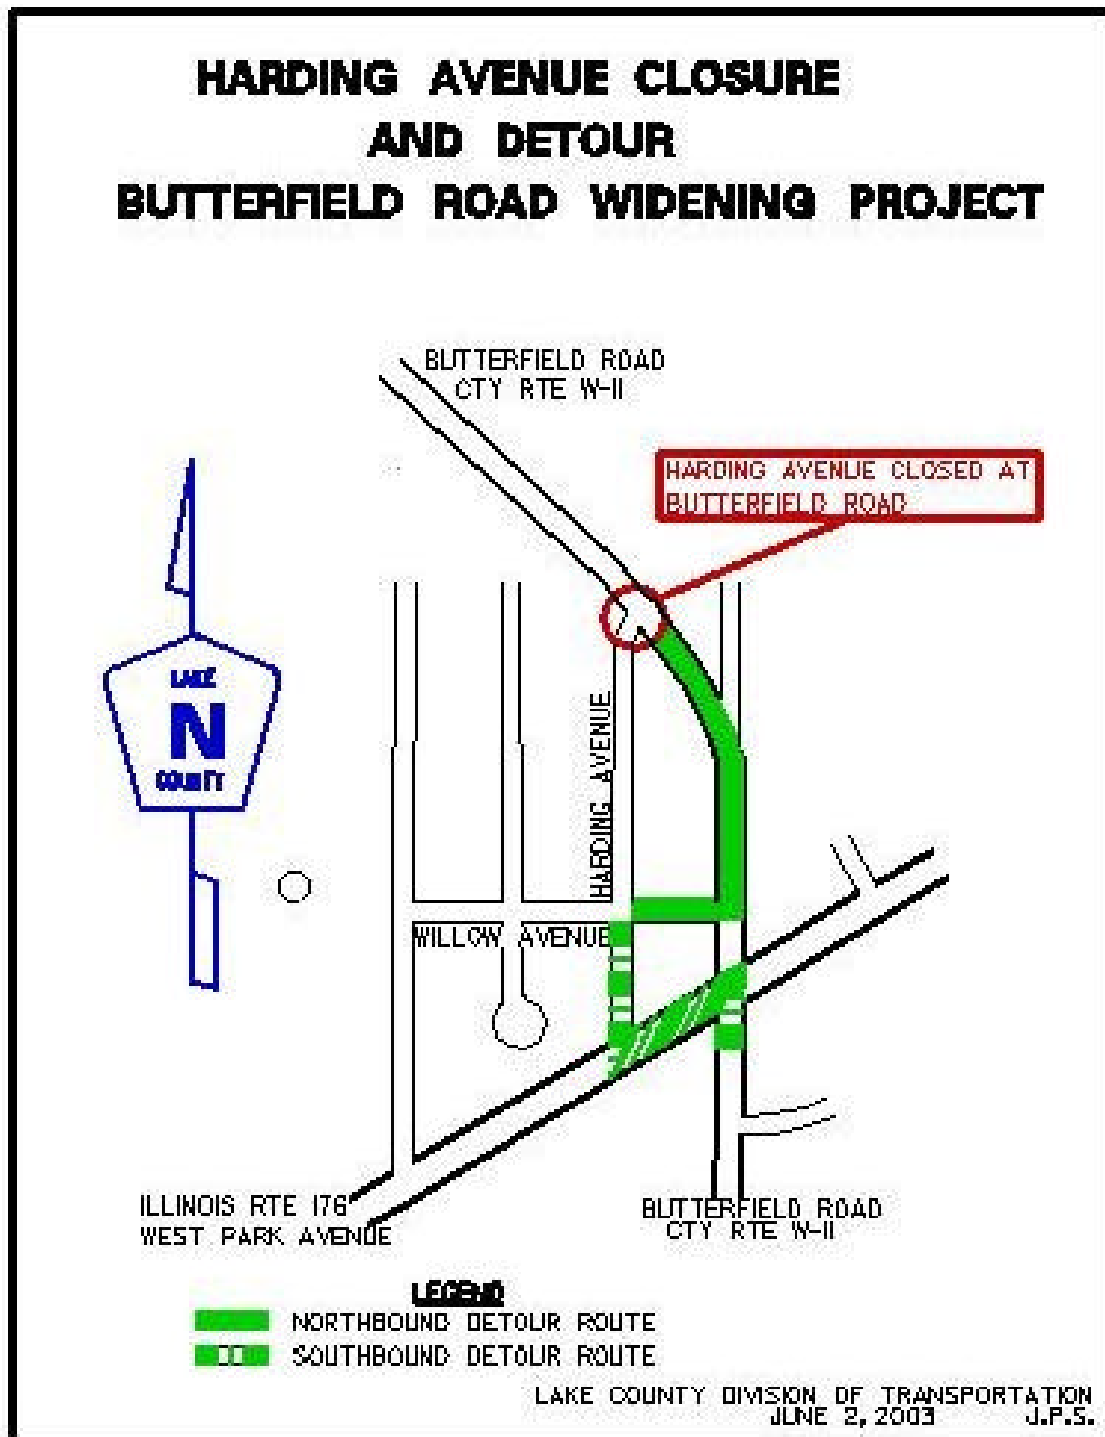 HARDING AVENUE CLOSURE
AND DETOUR
BUTTERFIELD ROAD WIDENING PROJECT
BUTTERFIELD ROAD
CTY RTE W-11
HARDING AVENUE CLOSED AT
BUTTERFIELD ROAD
LAKE
N
COUNTY
HARDING AVENUE
WILLOW AVENUE
ILLINOIS RTE 176
WEST PARK AVENUE
BUTTERFIELD ROAD
CTY RTE W-11
LEGEND
NORTHBOUND DETOUR ROUTE
SOUTHBOUND DETOUR ROUTE
LAKE COUNTY DIVISION OF TRANSPORTATION
JUNE 2, 2003 J.P.S.